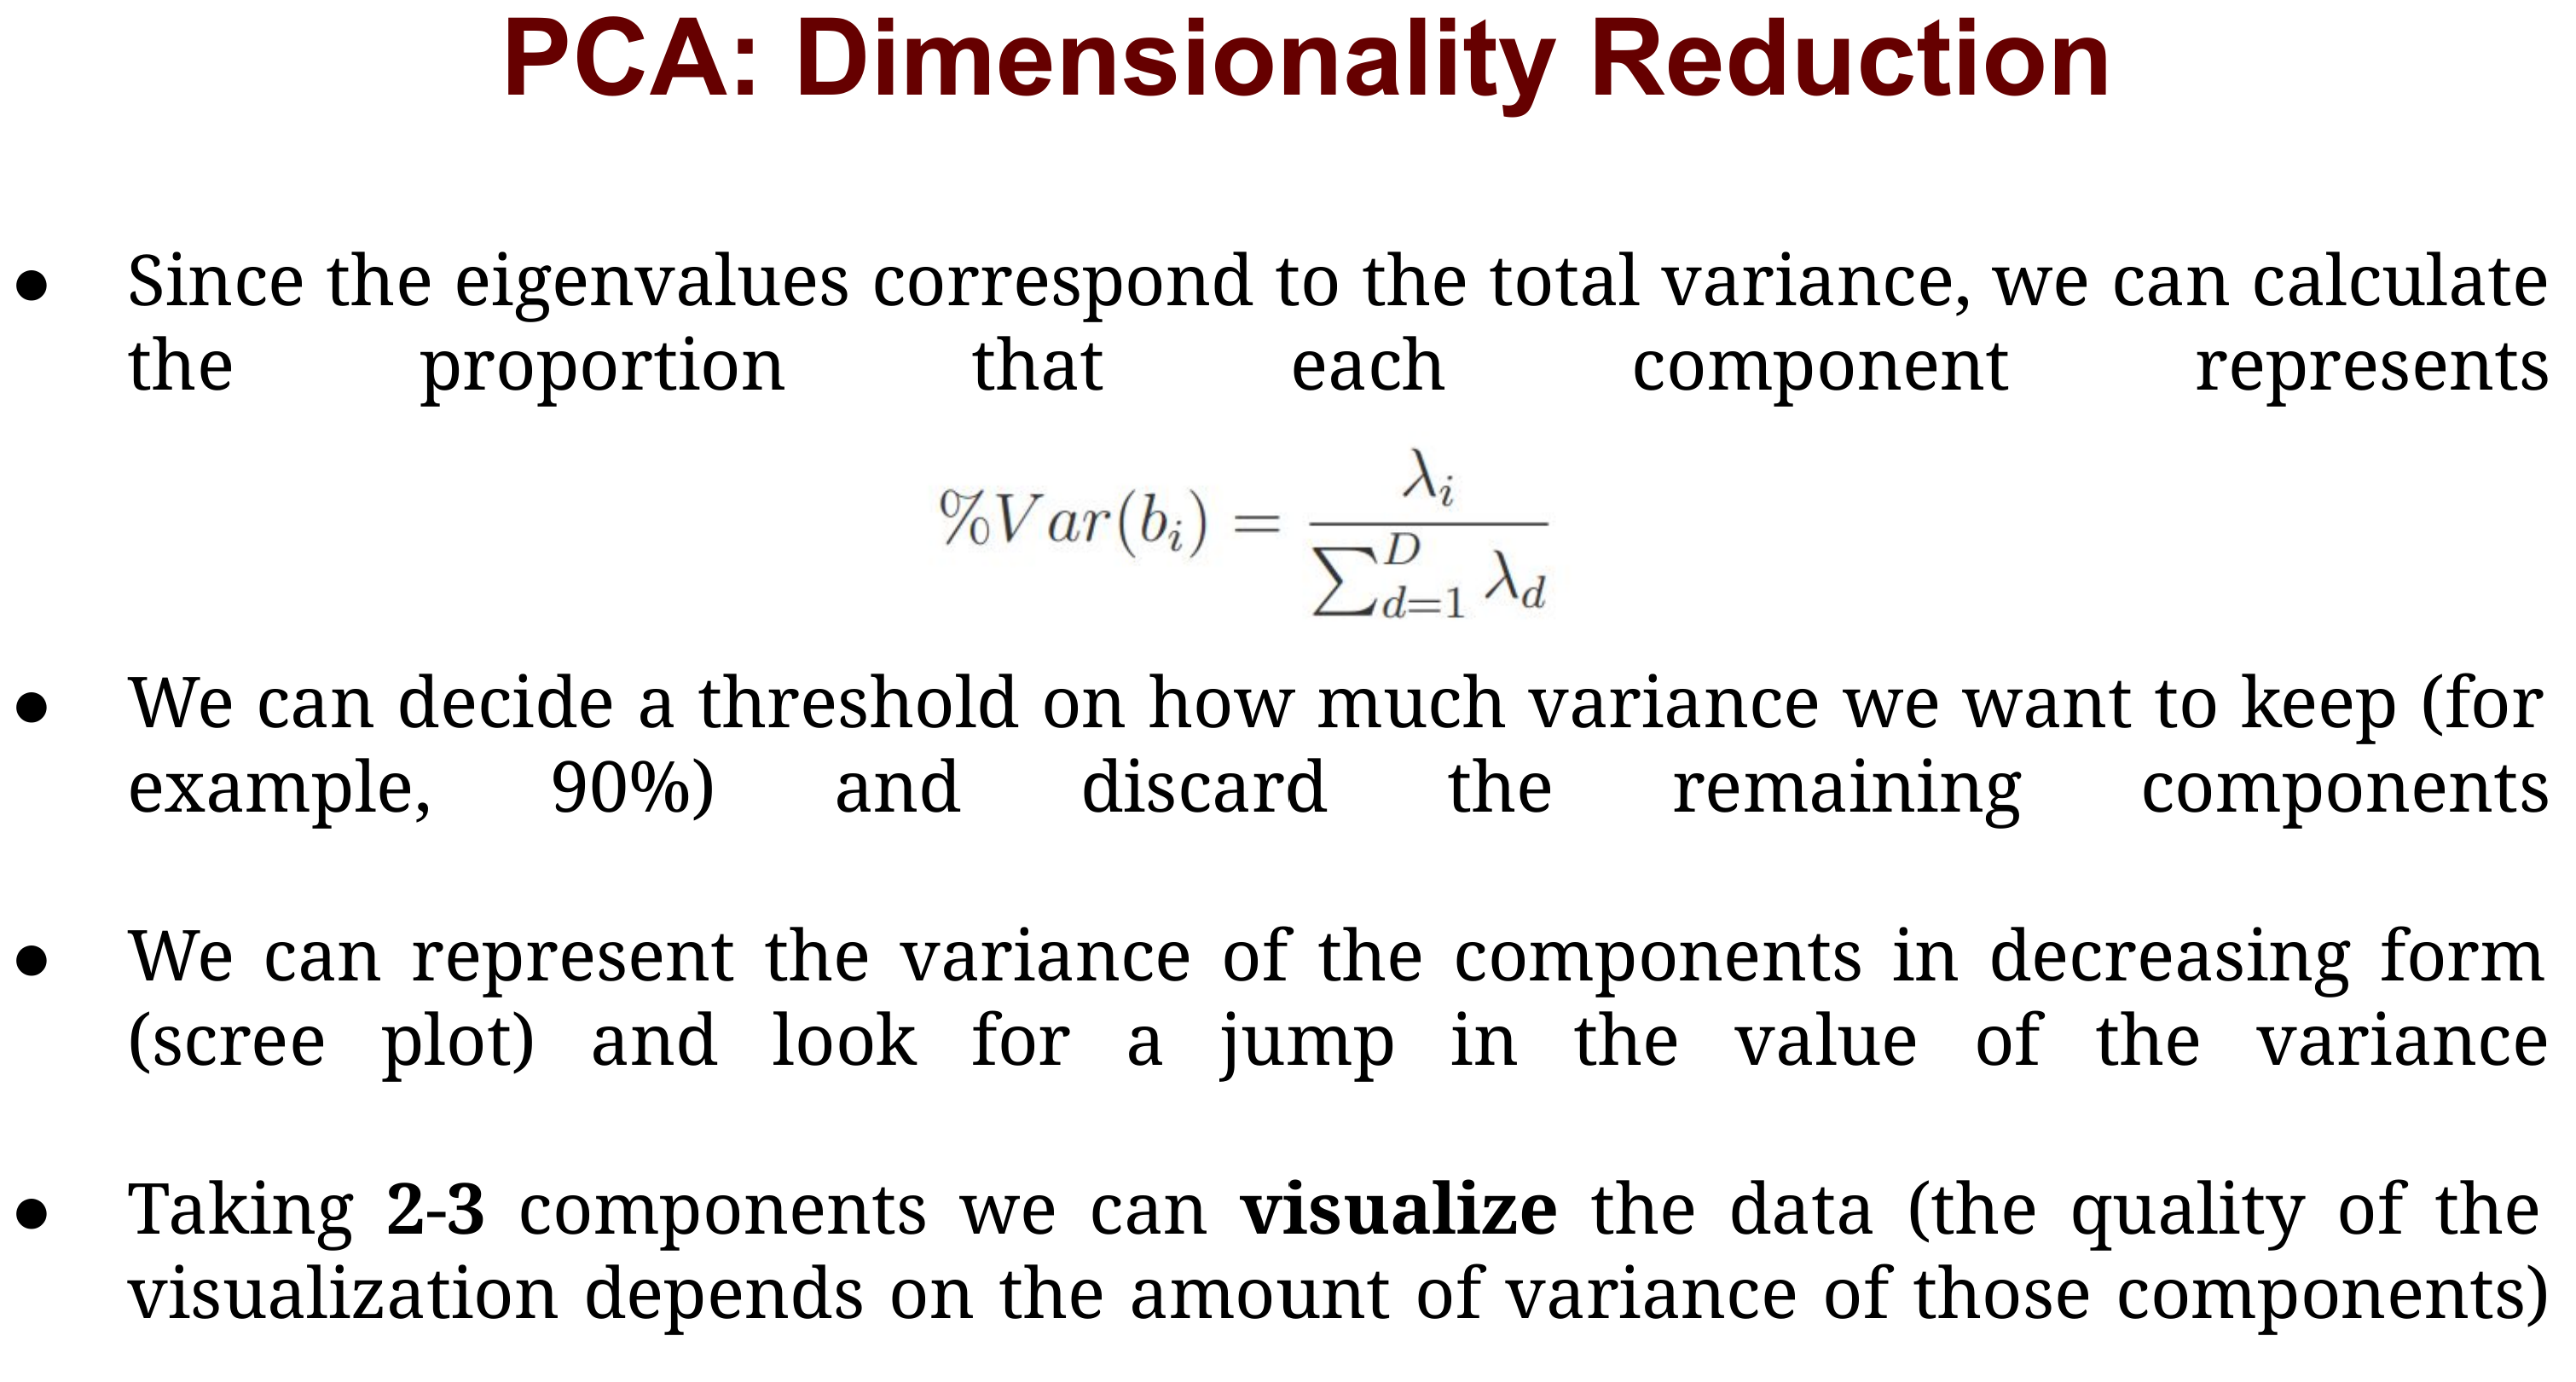 PCA: Dimensionality Reduction
● Since the eigenvalues correspond to the total variance, we can calculate
the proportion that each component represents
%Var(b_i) = \frac{λ_i}{\sum_{d=1}^{D} λ_d}
● We can decide a threshold on how much variance we want to keep (for
example, 90%) and discard the remaining components
● We can represent the variance of the components in decreasing form
(scree plot) and look for a jump in the value of the variance
● Taking 2-3 components we can visualize the data (the quality of the
visualization depends on the amount of variance of those components)